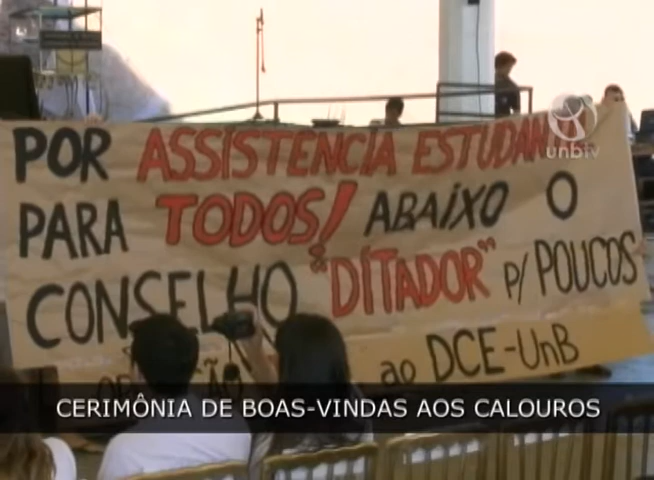 POR ASSISTENCIA ESTUDAN
PARA TODOS! ABAIXO O
CONSELHO "DITADOR" P/ POUCOS
ao DCE-UnB
unbtv
CERIMÔNIA DE BOAS-VINDAS AOS CALOUROS